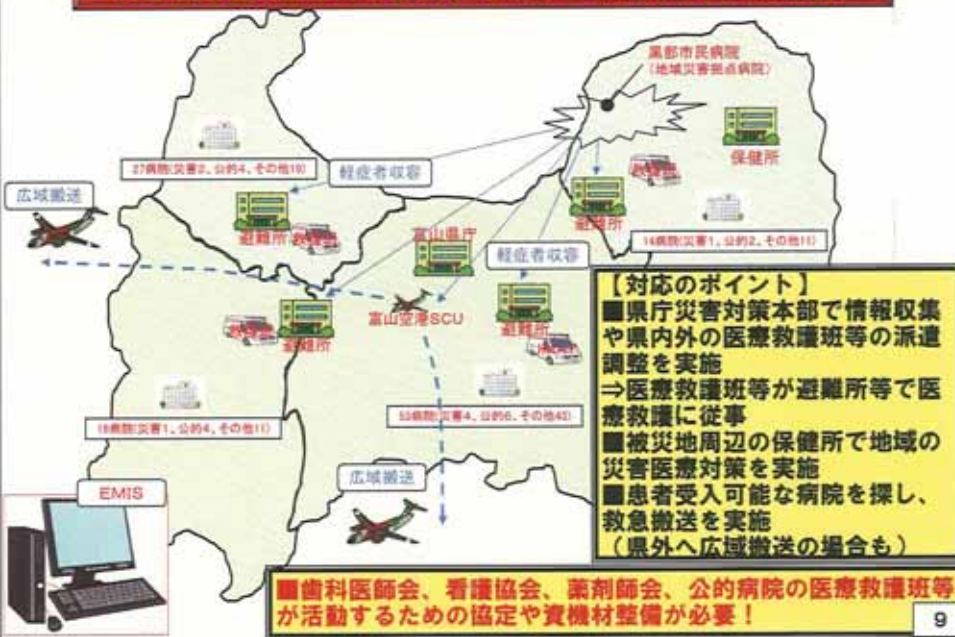 黒部市民病院
(地域災害拠点病院)
保健所
27病院(災害2、公的4、その他19)
軽症者収容
広域搬送
避難所
救護班
避難所
救護班
14病院(災害1、公的2、その他11)
富山県庁
軽症者収容
富山空港SCU
避難所
救護班
避難所
53病院(災害4、公的6、その他43)
広域搬送
EMIS
【対応のポイント】
■県庁災害対策本部で情報収集
や県内外の医療救護班等の派遣
調整を実施
⇒医療救護班等が避難所等で医
療救護に従事
■被災地周辺の保健所で地域の
災害医療対策を実施
■患者受入可能な病院を探し、
救急搬送を実施
(県外へ広域搬送の場合も)
■歯科医師会、看護協会、薬剤師会、公的病院の医療救護班等
が活動するための協定や資機材整備が必要!
9